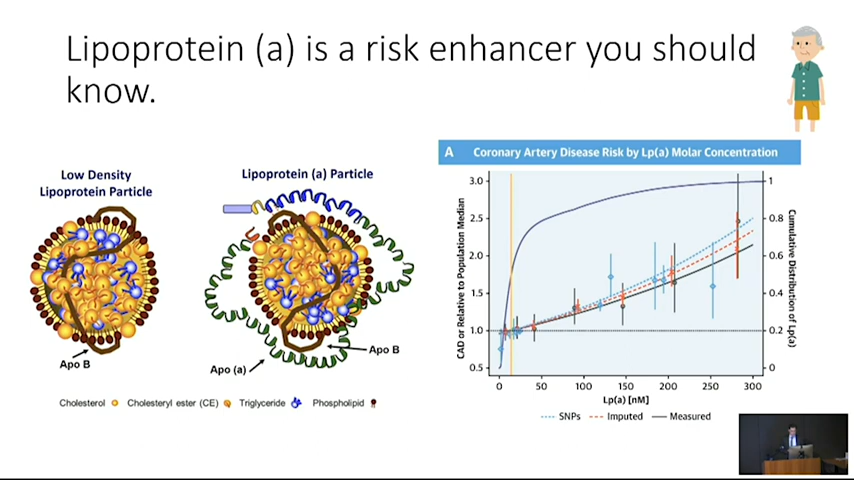 Lipoprotein (a) is a risk enhancer you should
know.
Low Density
Lipoprotein Particle
Lipoprotein (a) Particle
Apo B
Apo (a)
Apo B
Cholesterol
Cholesteryl ester (CE)
Triglyceride
Phospholipid
A Coronary Artery Disease Risk by Lp(a) Molar Concentration
CAD or Relative to Population Median
3.0
2.5
2.0
1.5
1.0
0.5
1
0.8
0.6
0.4
0.2
0
Cumulative Distribution of Lp(a)
0 50 100 150 200 250 300
Lp(a) [nM]
SNPs Imputed Measured